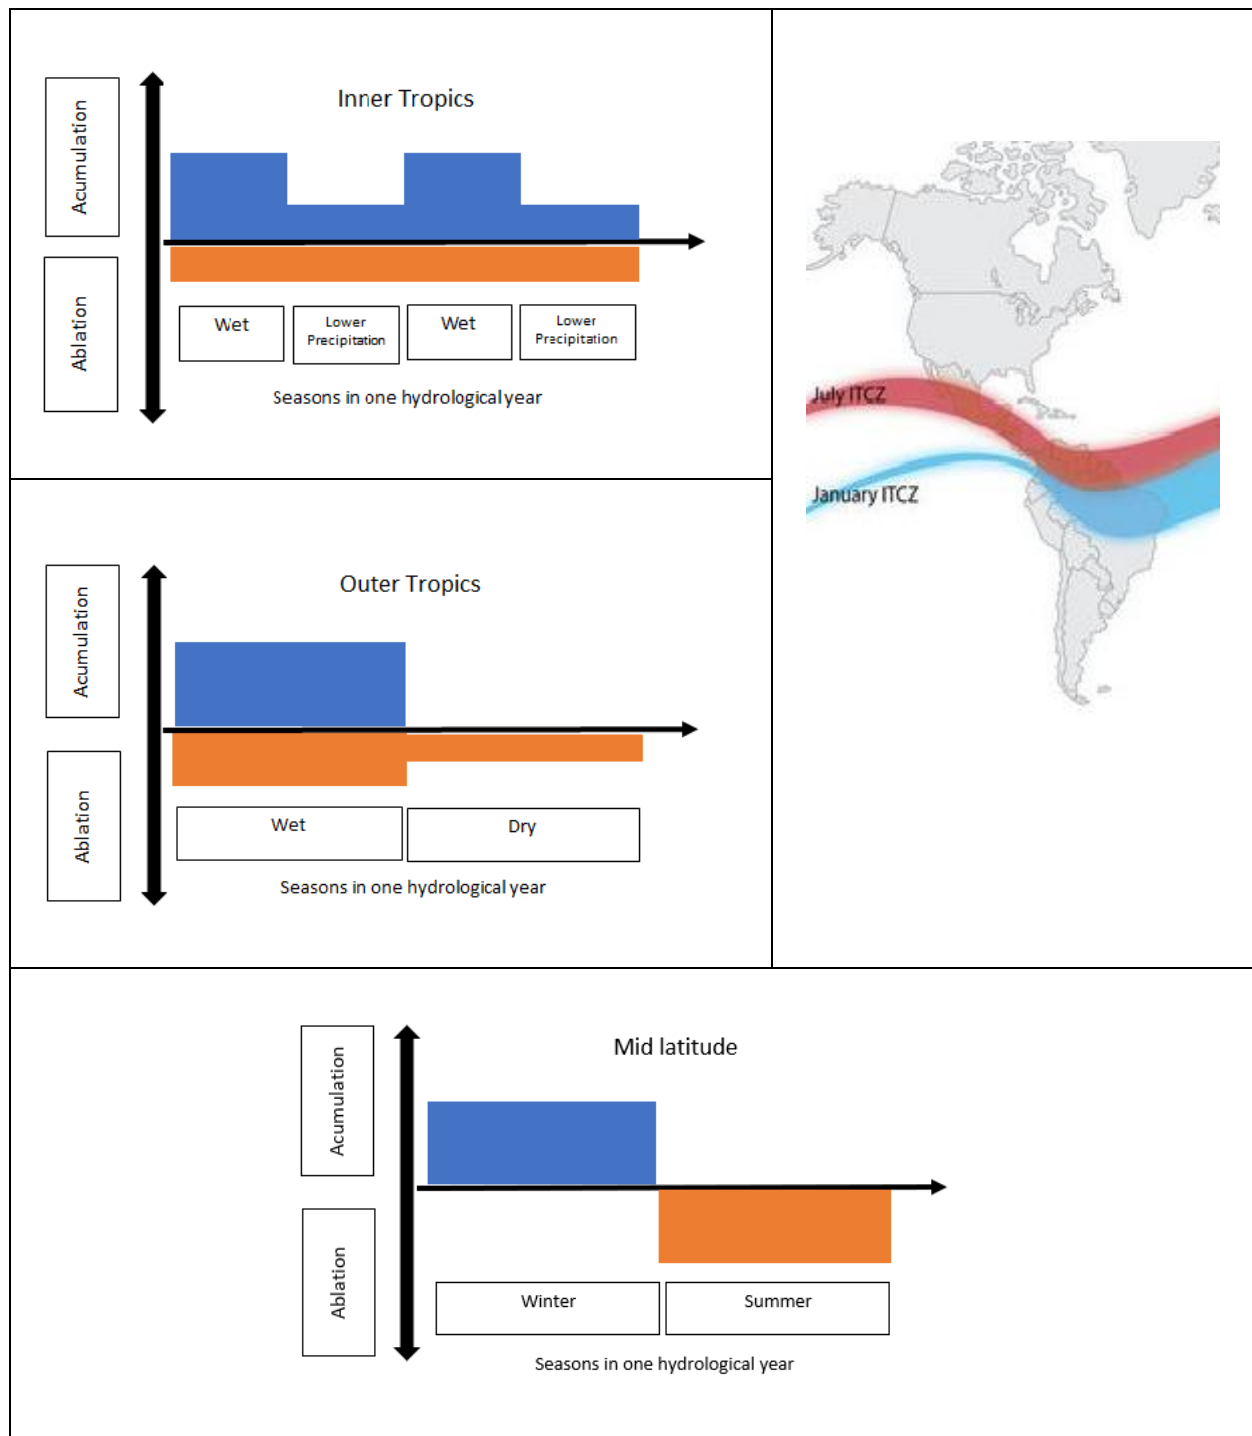 Inner Tropics
Acumulation
Ablation
Wet
Lower
Precipitation
Wet
Lower
Precipitation
Seasons in one hydrological year
July ITCZ
January ITCZ
Outer Tropics
Acumulation
Ablation
Wet
Dry
Seasons in one hydrological year
Mid latitude
Acumulation
Ablation
Winter
Summer
Seasons in one hydrological year